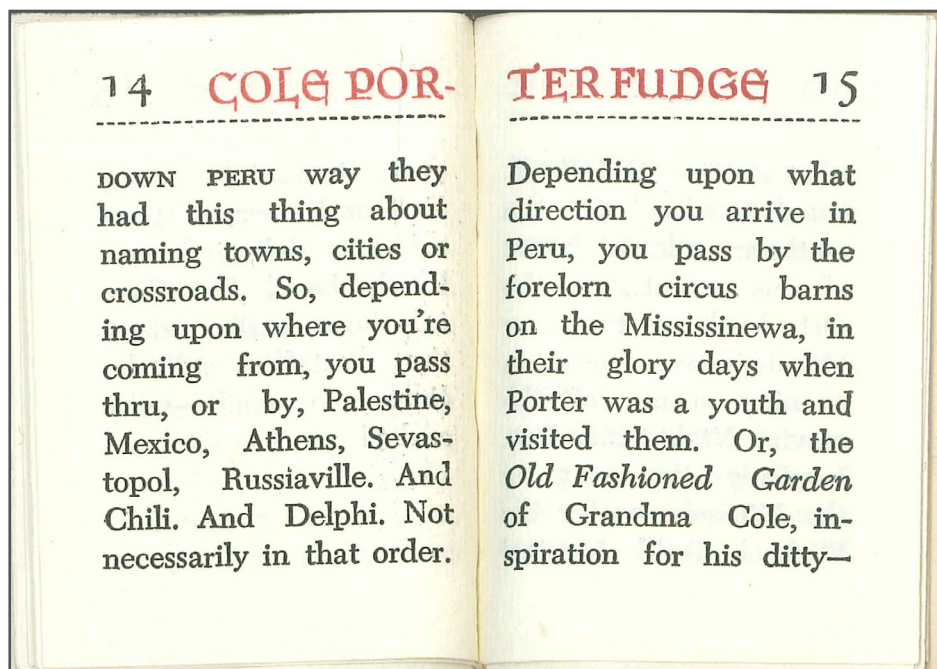 14 COLE POR-
DOWN PERU way they
had this thing about
naming towns, cities or
crossroads. So, depend-
ing upon where you're
coming from, you pass
thru, or by, Palestine,
Mexico, Athens, Sevas-
topol, Russiaville. And
Chili. And Delphi. Not
necessarily in that order.
TER FUDGE 15
Depending upon what
direction you arrive in
Peru, you pass by the
forelorn circus barns
on the Mississinewa, in
their glory days when
Porter was a youth and
visited them. Or, the
Old Fashioned Garden
of Grandma Cole, in-
spiration for his ditty—